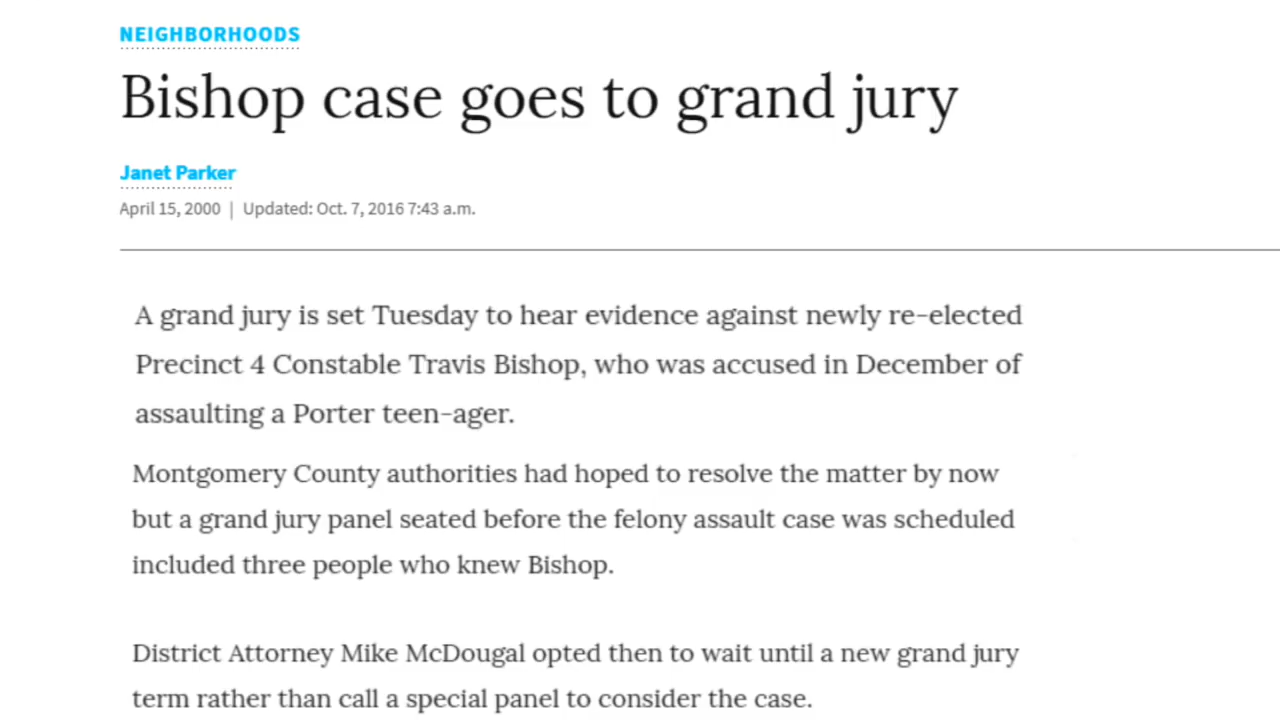 NEIGHBORHOODS
Bishop case goes to grand jury
Janet Parker
April 15, 2000 | Updated: Oct. 7, 2016 7:43 a.m.
A grand jury is set Tuesday to hear evidence against newly re-elected
Precinct 4 Constable Travis Bishop, who was accused in December of
assaulting a Porter teen-ager.
Montgomery County authorities had hoped to resolve the matter by now
but a grand jury panel seated before the felony assault case was scheduled
included three people who knew Bishop.
District Attorney Mike McDougal opted then to wait until a new grand jury
term rather than call a special panel to consider the case.